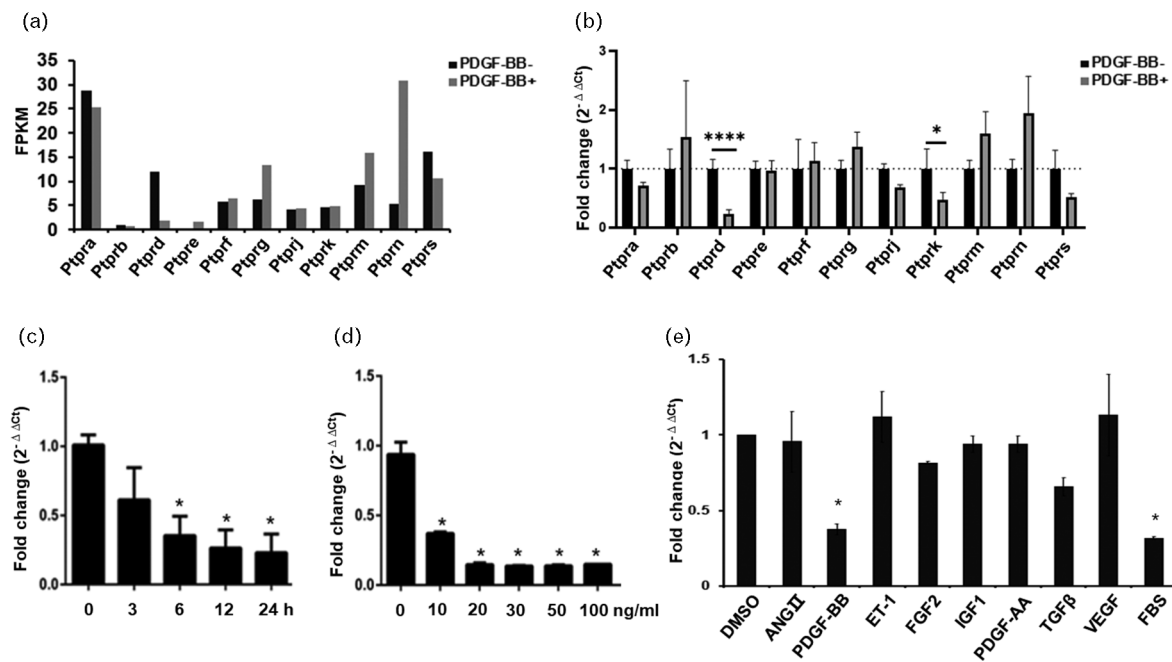 (a)
FPKM
35
30
25
20
15
10
5
0
PDGF-BB-
PDGF-BB+
Ptpra
Ptprb
Ptprd
Ptpre
Ptprf
Ptprg
Ptprj
Ptprk
Ptprm
Ptprn
Ptprs
(b)
Fold change (2^-ΔΔCt)
3
2
1
0
****
*
PDGF-BB-
PDGF-BB+
Ptpra
Ptprb
Ptprd
Ptpre
Ptprf
Ptprg
Ptprj
Ptprk
Ptprm
Ptprn
Ptprs
(c)
Fold change (2^-ΔΔCt)
1.5
1.0
0.5
0.0
* * *
0 3 6 12 24 h
(d)
Fold change (2^-ΔΔCt)
1.5
1.0
0.5
0.0
* * * * *
0 10 20 30 50 100 ng/ml
(e)
Fold change (2^-ΔΔCt)
1.5
1
0.5
0
* *
DMSO
ANGII
PDGF-BB
ET-1
FGF2
IGF1
PDGF-AA
TGFβ
VEGF
FBS